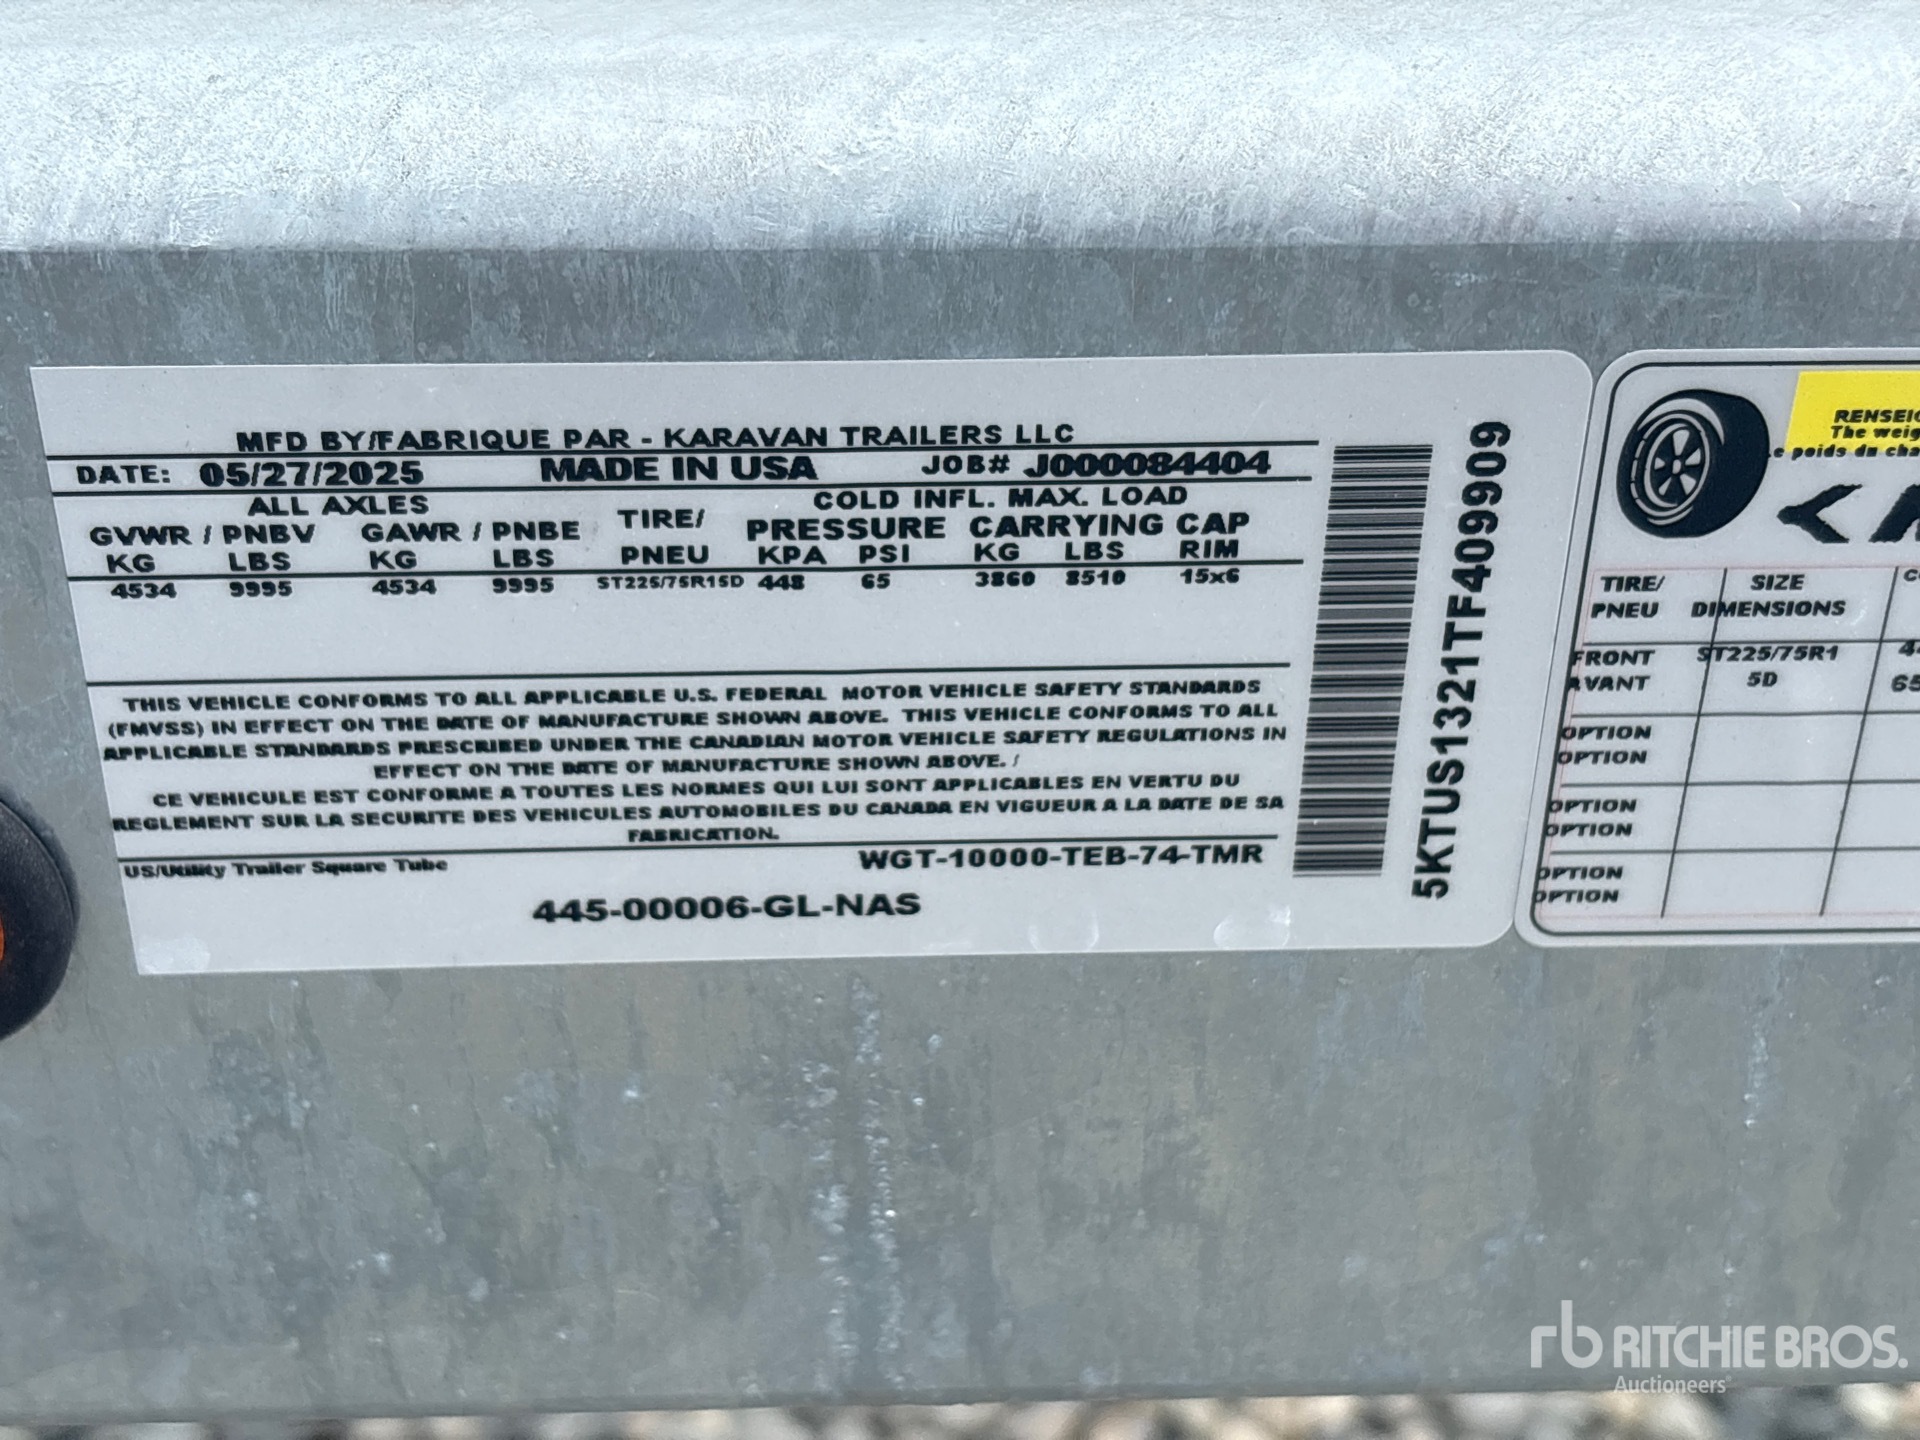 MFD BY/FABRIQUE PAR - KARAVAN TRAILERS LLC
DATE: 05/27/2025 MADE IN USA JOB# J000084404
ALL AXLES COLD INFL. MAX. LOAD
GVWR / PNBV GAWR / PNBE TIRE/ PRESSURE CARRYING CAP
KG LBS KG LBS PNEU KPA PSI KG LBS RIM
4534 9995 4534 9995 ST225/75R15D 448 65 3860 8510 15x6
THIS VEHICLE CONFORMS TO ALL APPLICABLE U.S. FEDERAL MOTOR VEHICLE SAFETY STANDARDS
(FMVSS) IN EFFECT ON THE DATE OF MANUFACTURE SHOWN ABOVE. THIS VEHICLE CONFORMS TO ALL
APPLICABLE STANDARDS PRESCRIBED UNDER THE CANADIAN MOTOR VEHICLE SAFETY REGULATIONS IN
EFFECT ON THE DATE OF MANUFACTURE SHOWN ABOVE. /
CE VEHICULE EST CONFORME A TOUTES LES NORMES QUI LUI SONT APPLICABLES EN VERTU DU
REGLEMENT SUR LA SECURITE DES VEHICULES AUTOMOBILES DU CANADA EN VIGUEUR A LA DATE DE SA
FABRICATION.
US/Utility Trailer Square Tube WGT-10000-TEB-74-TMR
445-00006-GL-NAS
5KTUS1321TF409909
RENSEIG
The weig
e poids du cha
TIRE/ SIZE
PNEU DIMENSIONS
FRONT ST225/75R1
AVANT 5D 65
OPTION
OPTION
OPTION
OPTION
OPTION
OPTION
rb RITCHIE BROS.
Auctioneers